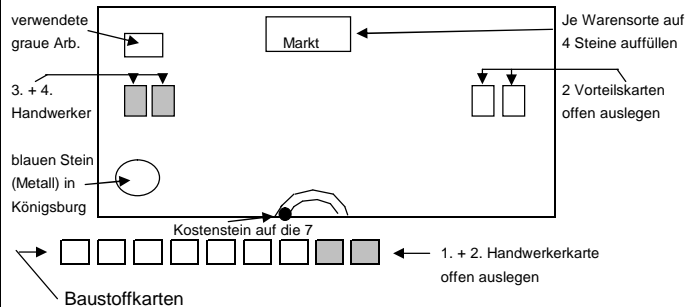 verwendete
graue Arb.
Markt
Je Warensorte auf
4 Steine auffüllen
3. + 4.
Handwerker
2 Vorteilskarten
offen auslegen
blauen Stein
(Metall) in
Königsburg
Kostenstein auf die 7
1. + 2. Handwerkerkarte
offen auslegen
Baustoffkarten